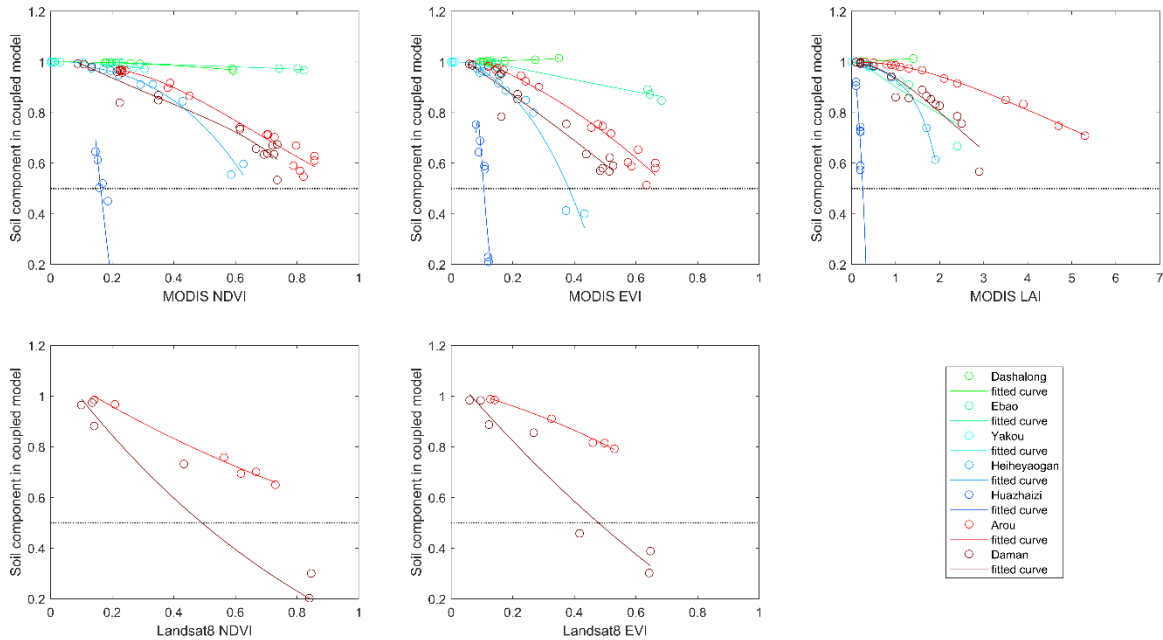 1.2
1
0.8
0.6
0.4
0.2
0 0.2 0.4 0.6 0.8 1
Soil component in coupled model
MODIS NDVI
1.2
1
0.8
0.6
0.4
0.2
0 0.2 0.4 0.6 0.8 1
Soil component in coupled model
MODIS EVI
1.2
1
0.8
0.6
0.4
0.2
0 1 2 3 4 5 6 7
Soil component in coupled model
MODIS LAI
1.2
1
0.8
0.6
0.4
0.2
0 0.2 0.4 0.6 0.8 1
Soil component in coupled model
Landsat8 NDVI
1.2
1
0.8
0.6
0.4
0.2
0 0.2 0.4 0.6 0.8 1
Soil component in coupled model
Landsat8 EVI
Dashalong
fitted curve
Ebao
fitted curve
Yakou
fitted curve
Heiheyaogan
fitted curve
Huazhaizi
fitted curve
Arou
fitted curve
Daman
fitted curve